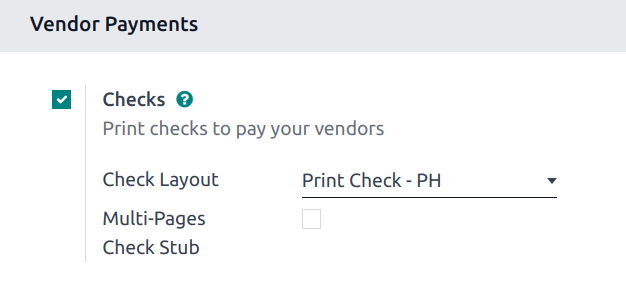 Vendor Payments
Checks ?
Print checks to pay your vendors
Check Layout Print Check - PH
Multi-Pages
Check Stub